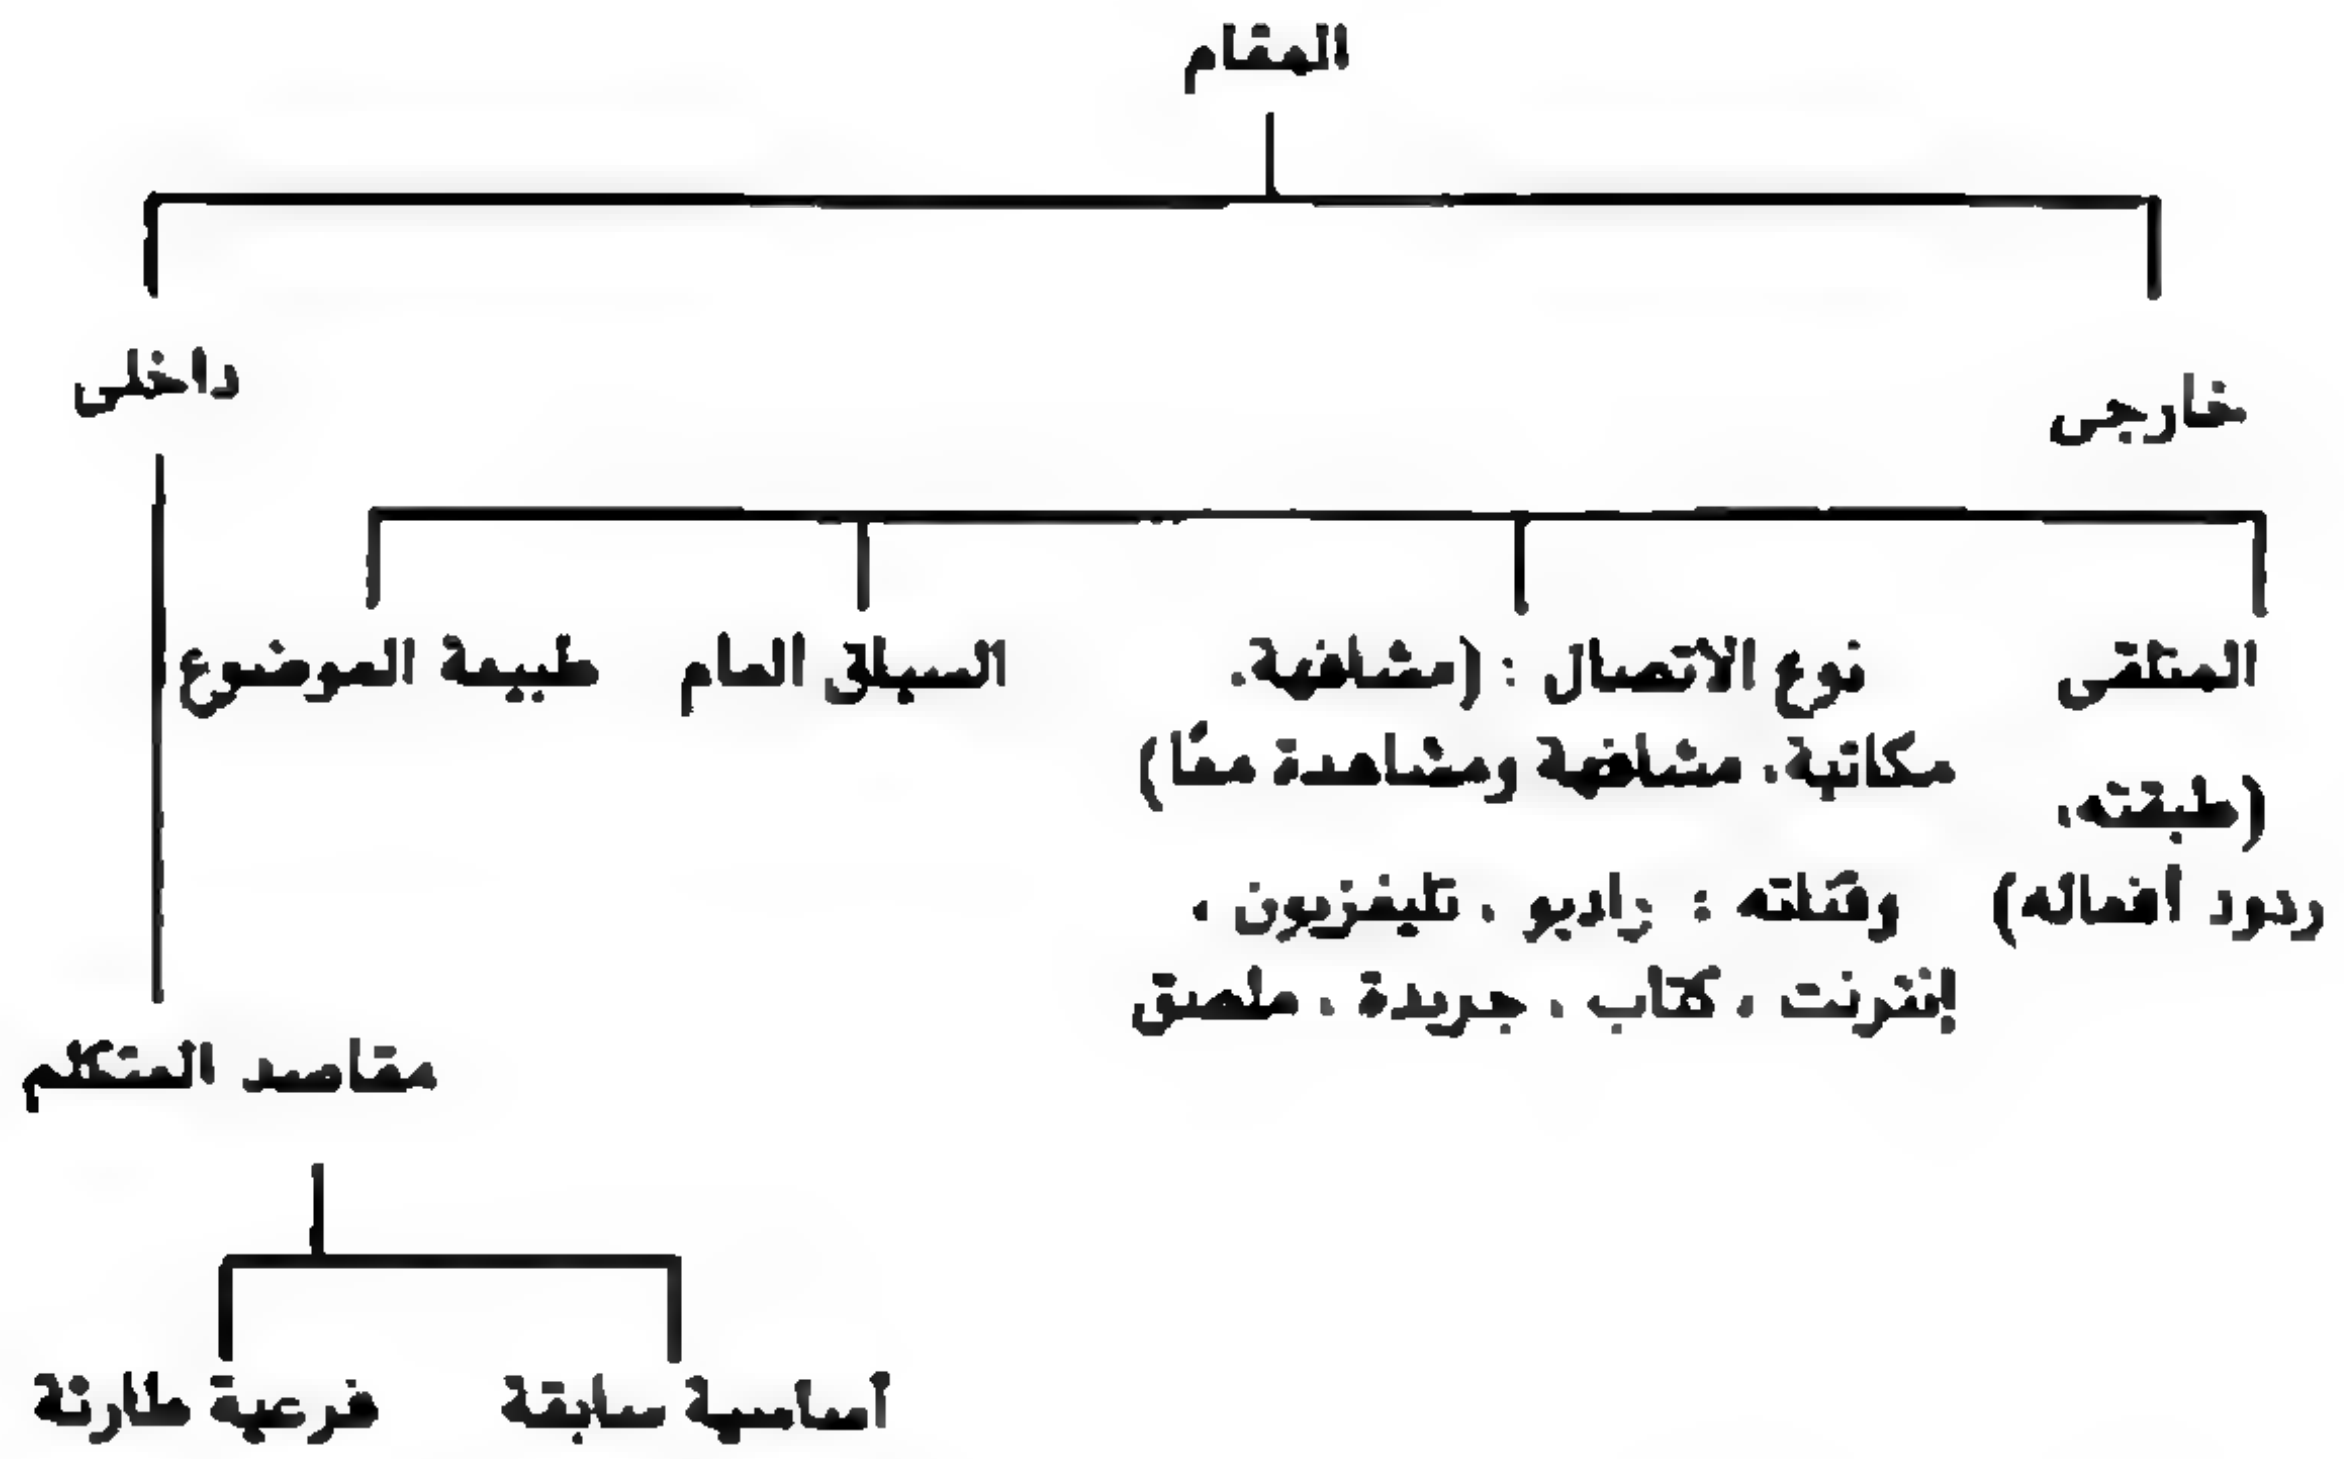 المقام
خارجى
داخلى
المتلقى
(طبقته،
ردود أفعاله)
نوع الاتصال : (مشافهة،
مكاتبة، مشافهة ومشاهدة معًا)
وقناته : راديو ، تليفزيون ،
إنترنت ، كتاب ، جريدة ، ملصق
السياق العام
طبيعة الموضوع
مقاصد المتكلم
أساسية سابقة
فرعية طارئة